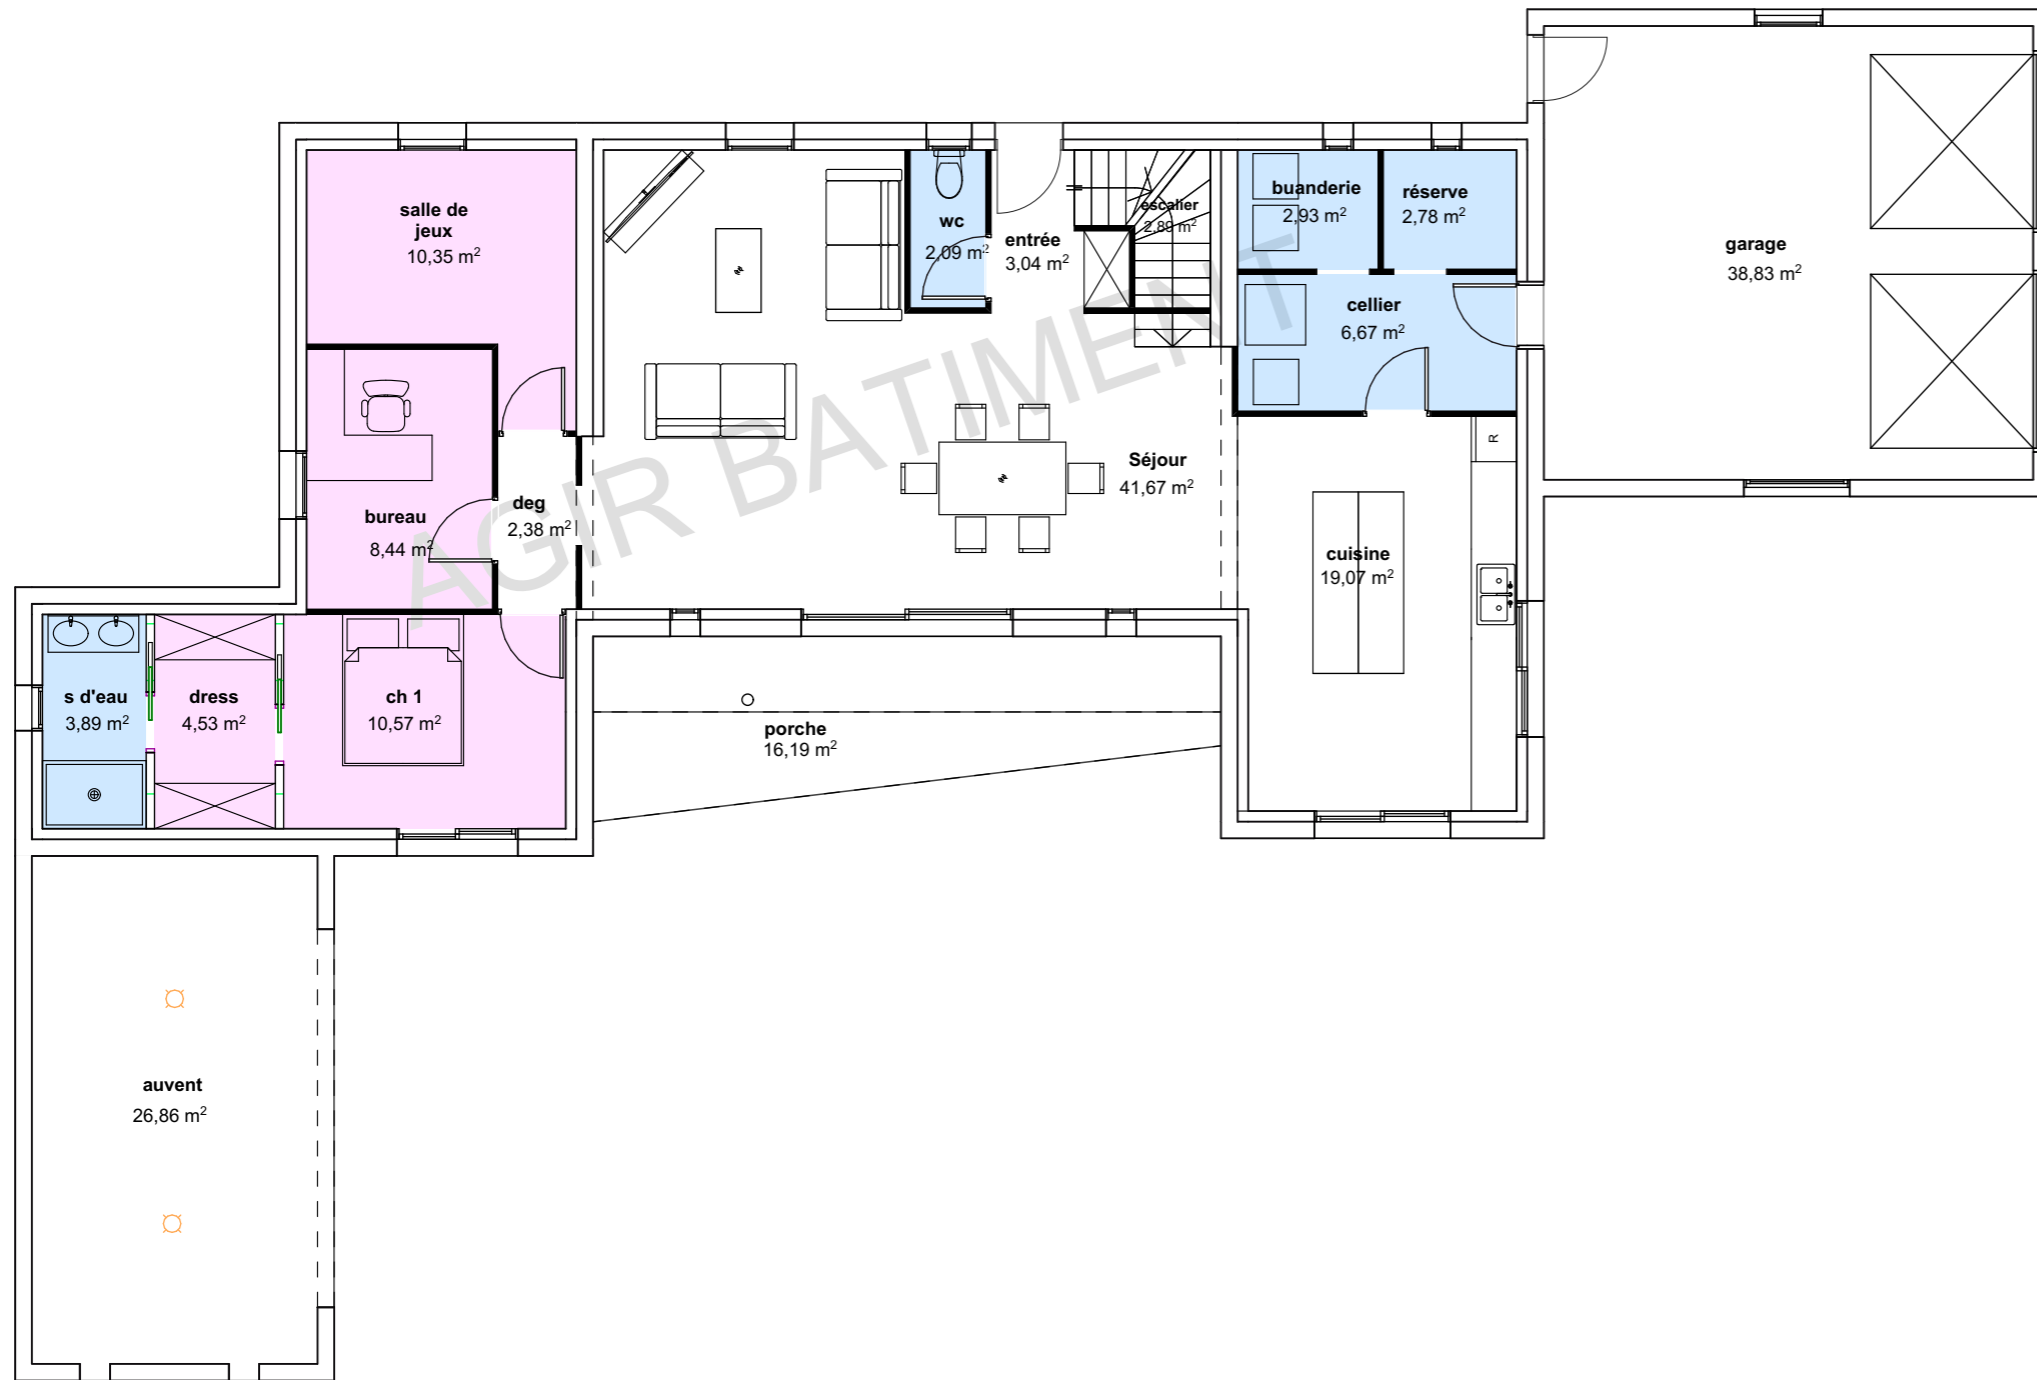 salle de
jeux
10,35 m²
wc
2,09 m²
entrée
3,04 m²
escalier
2,89 m²
buanderie
2,93 m²
réserve
2,78 m²
garage
38,83 m²
cellier
6,67 m²
AGIR BATIMENT
R
Séjour
41,67 m²
deg
2,38 m²
bureau
8,44 m²
cuisine
19,07 m²
s d'eau
3,89 m²
dress
4,53 m²
ch 1
10,57 m²
porche
16,19 m²
auvent
26,86 m²